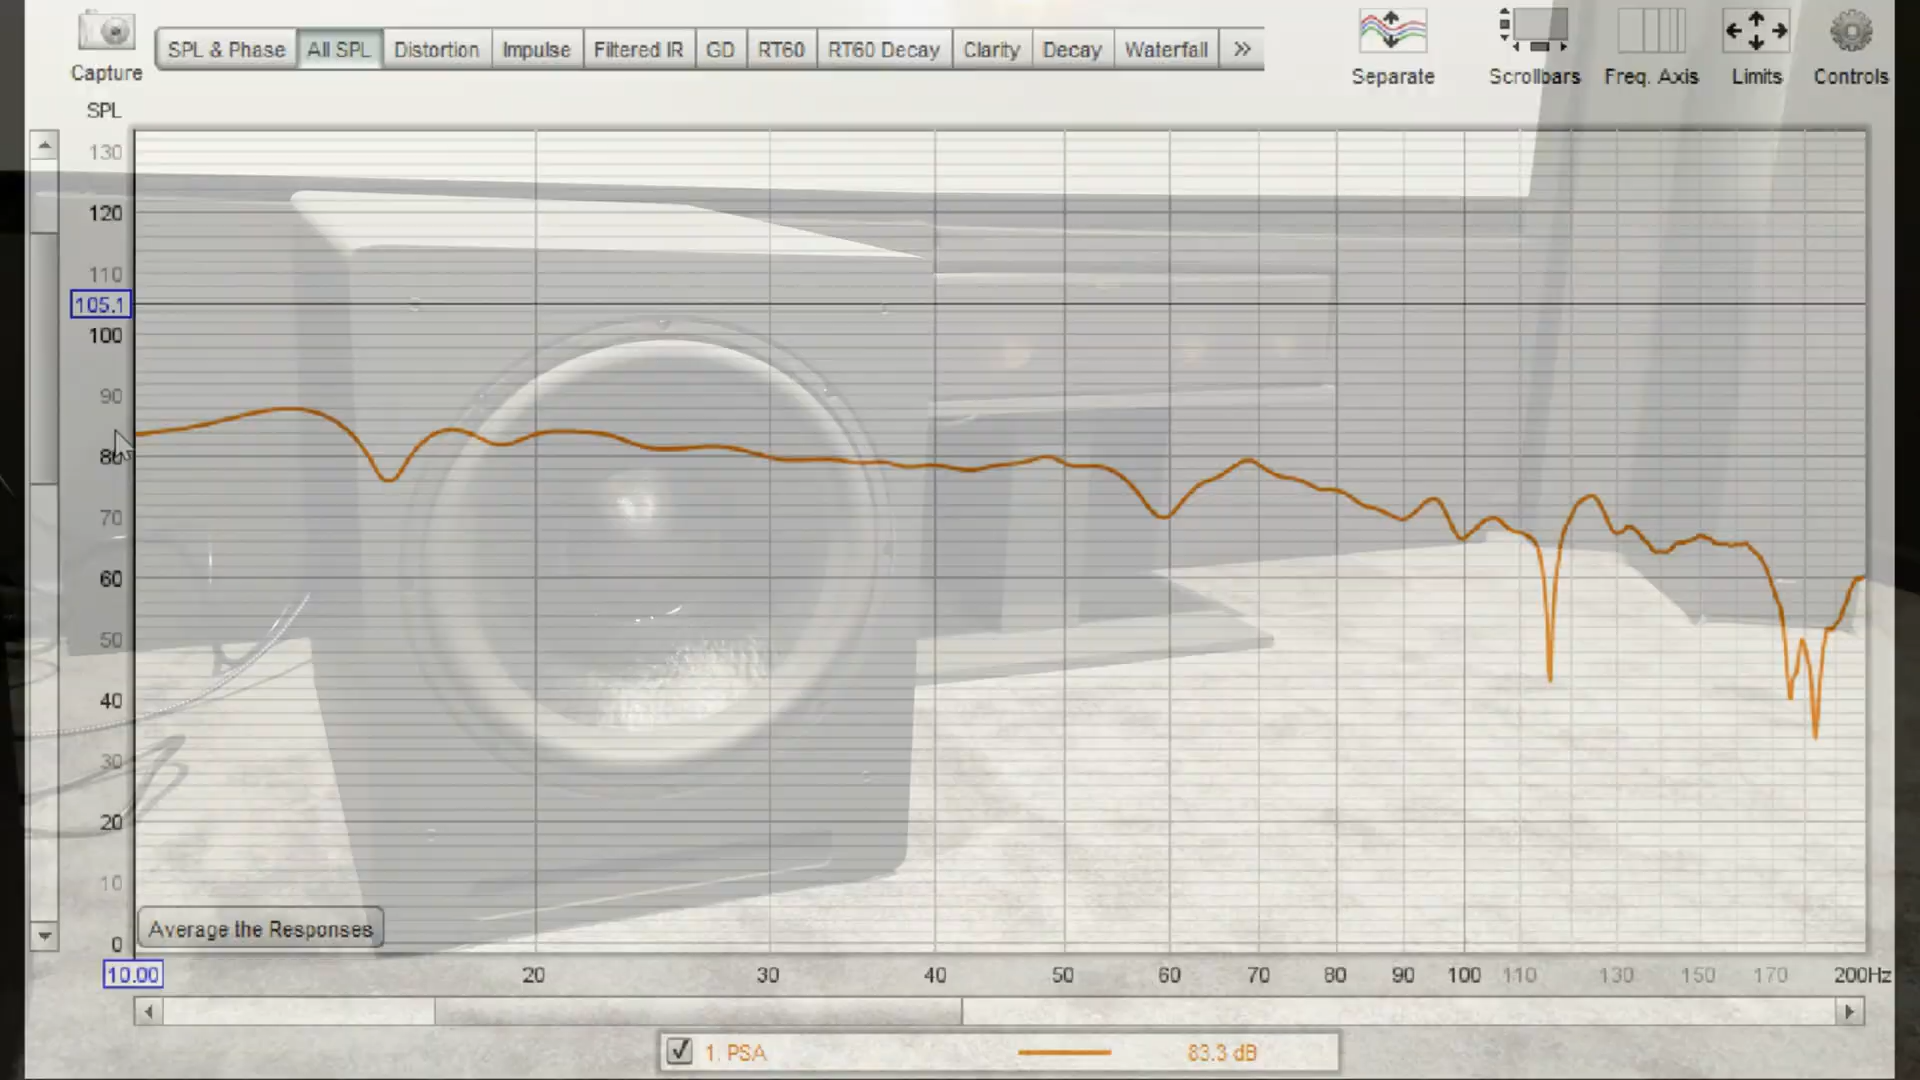 SPL & Phase All SPL Distortion Impulse Filtered IR GD RT60 RT60 Decay Clarity Decay Waterfall »
Capture Separate Scrollbars Freq. Axis Limits Controls
SPL
130
120
110
105.1
100
90
80
70
60
50
40
30
20
10
0
Average the Responses
10.00 20 30 40 50 60 70 80 90 100 110 130 150 170 200Hz
1. PSA 83.3 dB